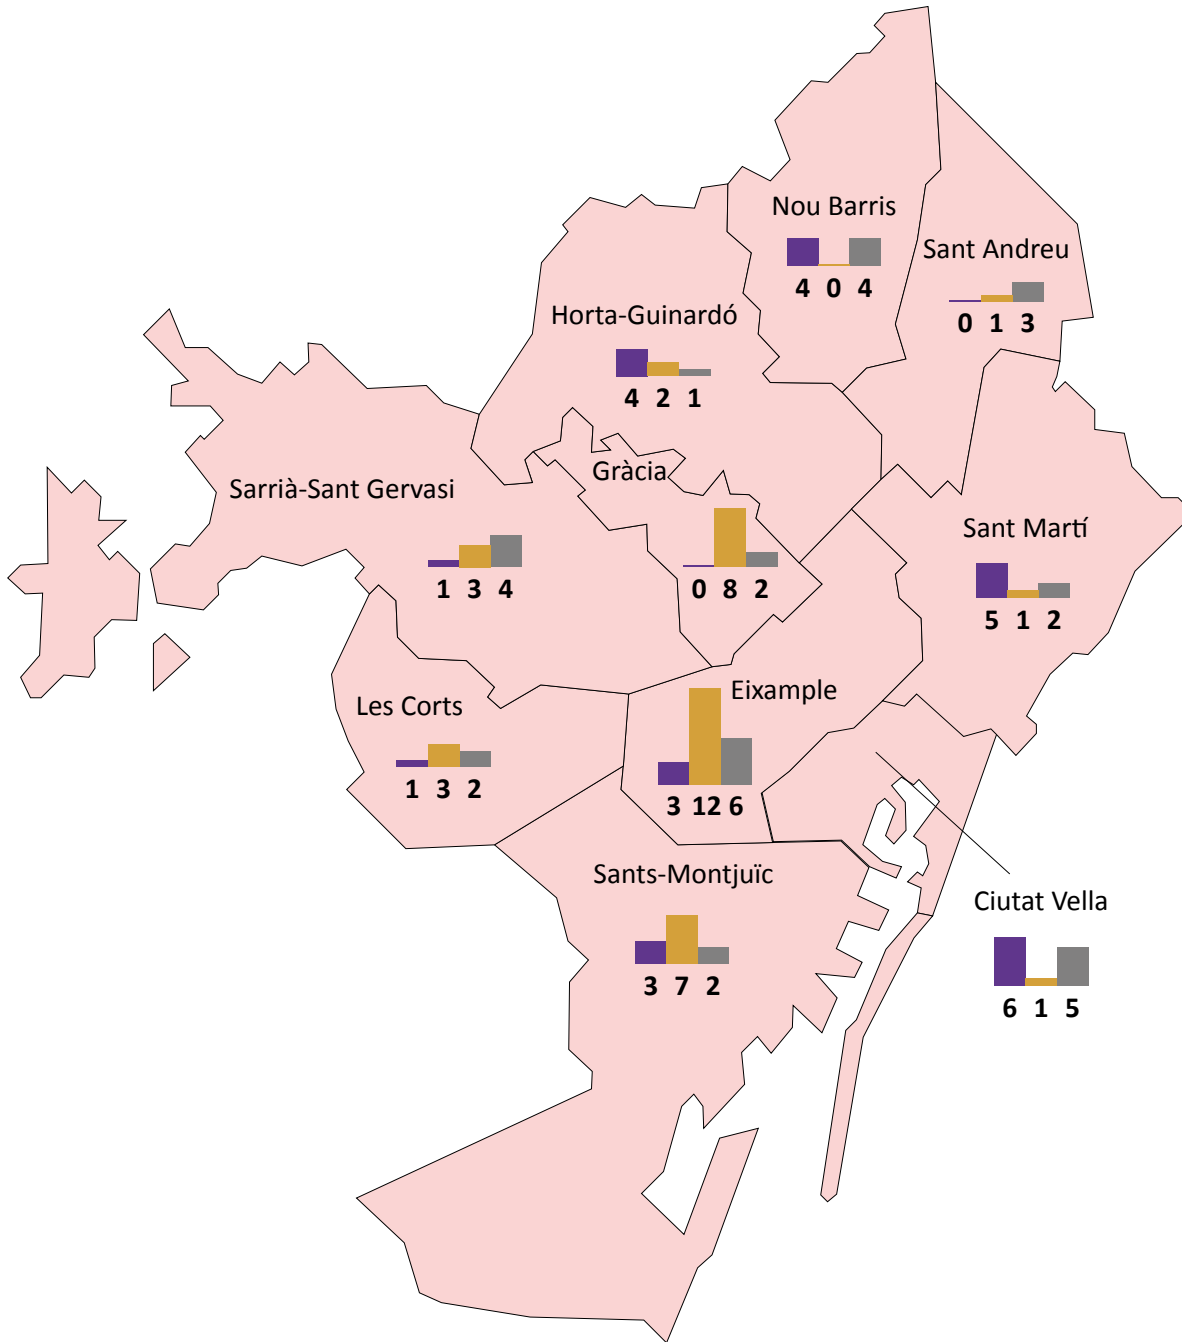 Nou Barris
4 0 4
Sant Andreu
0 1 3
Horta-Guinardó
4 2 1
Gràcia
0 8 2
Sarrià-Sant Gervasi
1 3 4
Sant Martí
5 1 2
Eixample
3 12 6
Les Corts
1 3 2
Sants-Montjuïc
3 7 2
Ciutat Vella
6 1 5